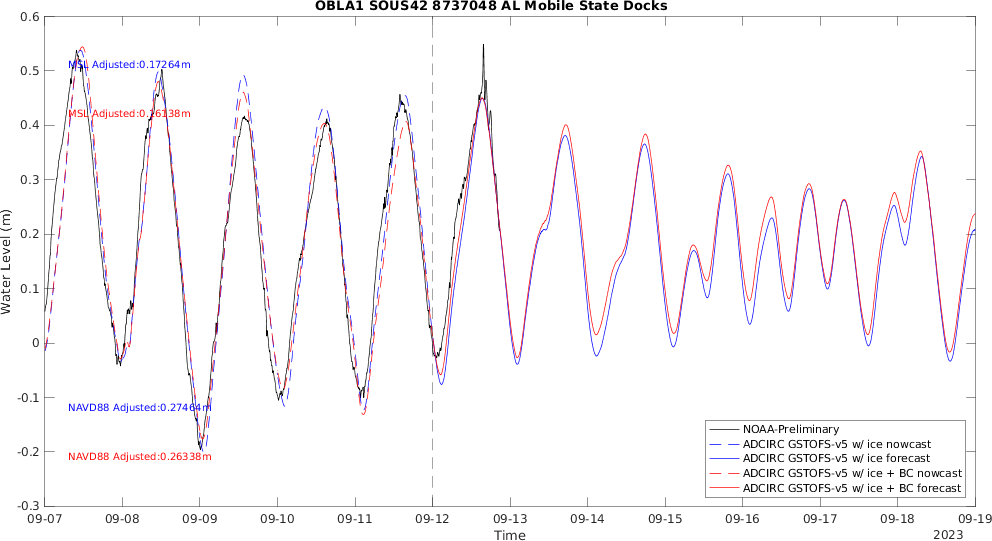 OBLA1 SOUS42 8737048 AL Mobile State Docks
Water Level (m)
0.6
0.5
0.4
0.3
0.2
0.1
0
-0.1
-0.2
-0.3
MSL Adjusted:0.17264m
MSL Adjusted:0.16138m
NAVD88 Adjusted:0.27464m
NAVD88 Adjusted:0.26338m
NOAA-Preliminary
ADCIRC GSTOFS-v5 w/ ice nowcast
ADCIRC GSTOFS-v5 w/ ice forecast
ADCIRC GSTOFS-v5 w/ ice + BC nowcast
ADCIRC GSTOFS-v5 w/ ice + BC forecast
09-07 09-08 09-09 09-10 09-11 09-12 09-13 09-14 09-15 09-16 09-17 09-18 09-19
Time
2023